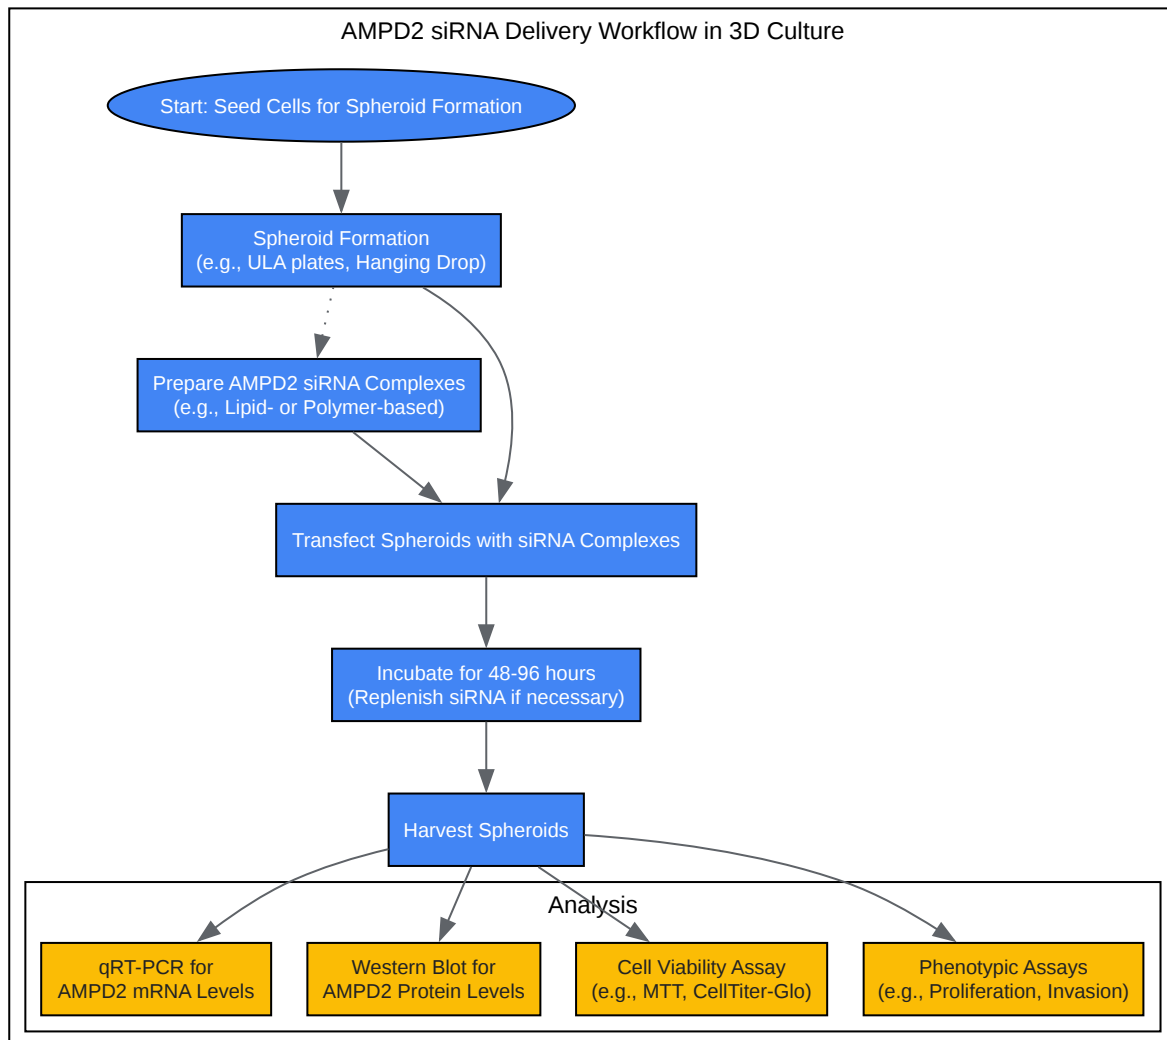 AMPD2 siRNA Delivery Workflow in 3D Culture
Start: Seed Cells for Spheroid Formation
Spheroid Formation
(e.g., ULA plates, Hanging Drop)
Prepare AMPD2 siRNA Complexes
(e.g., Lipid- or Polymer-based)
Transfect Spheroids with siRNA Complexes
Incubate for 48-96 hours
(Replenish siRNA if necessary)
Harvest Spheroids
Analysis
qRT-PCR for
AMPD2 mRNA Levels
Western Blot for
AMPD2 Protein Levels
Cell Viability Assay
(e.g., MTT, CellTiter-Glo)
Phenotypic Assays
(e.g., Proliferation, Invasion)